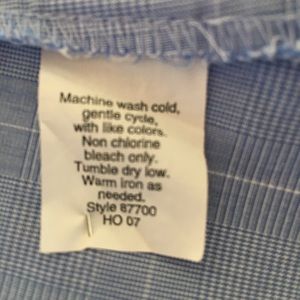 Machine wash cold,
gentle cycle,
with like colors.
Non chlorine
bleach only.
Tumble dry low.
Warm iron as
needed.
Style 87700
HO 07